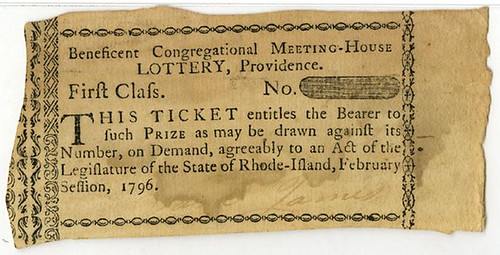 Beneficent Congregational MEETING-HOUSE
LOTTERY, Providence.
Firſt Claſs. No.
THIS TICKET entitles the Bearer to
ſuch PRIZE as may be drawn againſt its
Number, on Demand, agreeably to an Act of the
Legiſlature of the State of Rhode-Iſland, February
Seſſion, 1796.
James